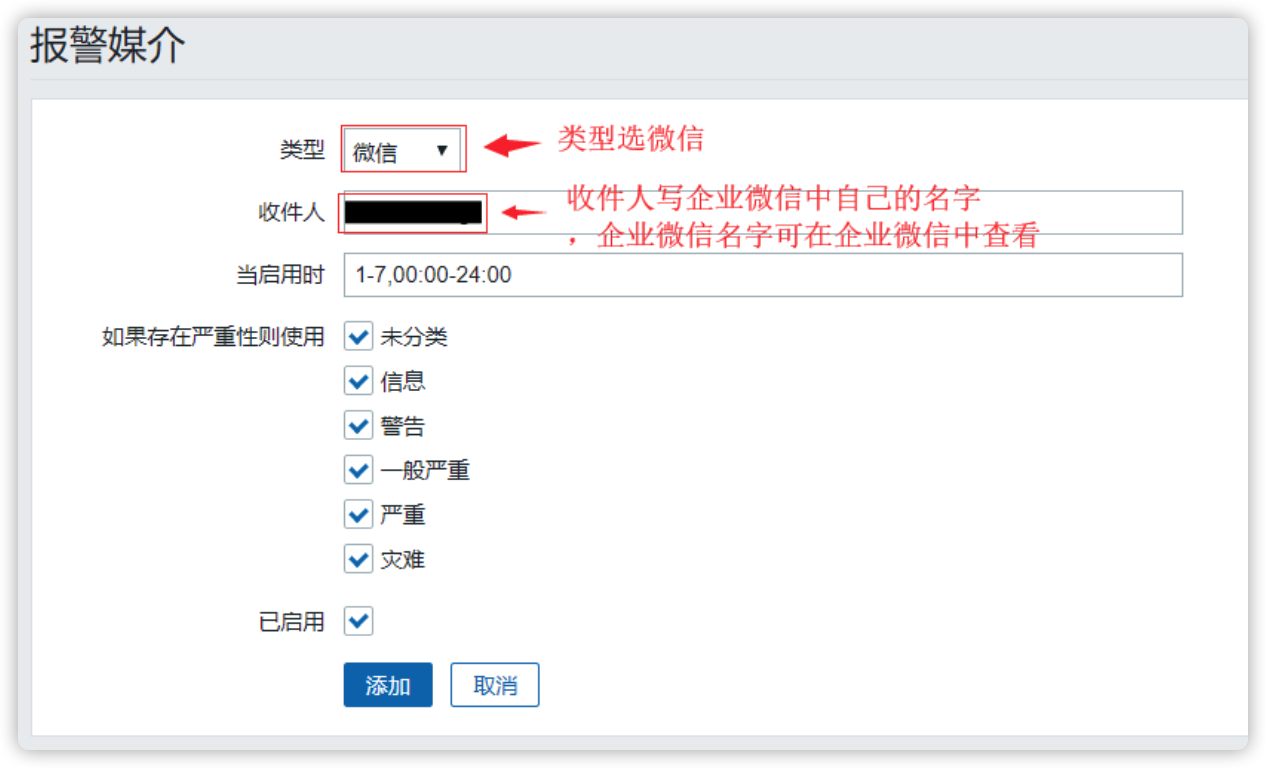 报警媒介
类型 微信 ▼ 类型选微信
收件人 收件人写企业微信中自己的名字
，企业微信名字可在企业微信中查看
当启用时 1-7,00:00-24:00
如果存在严重性则使用 未分类
信息
警告
一般严重
严重
灾难
已启用
添加 取消